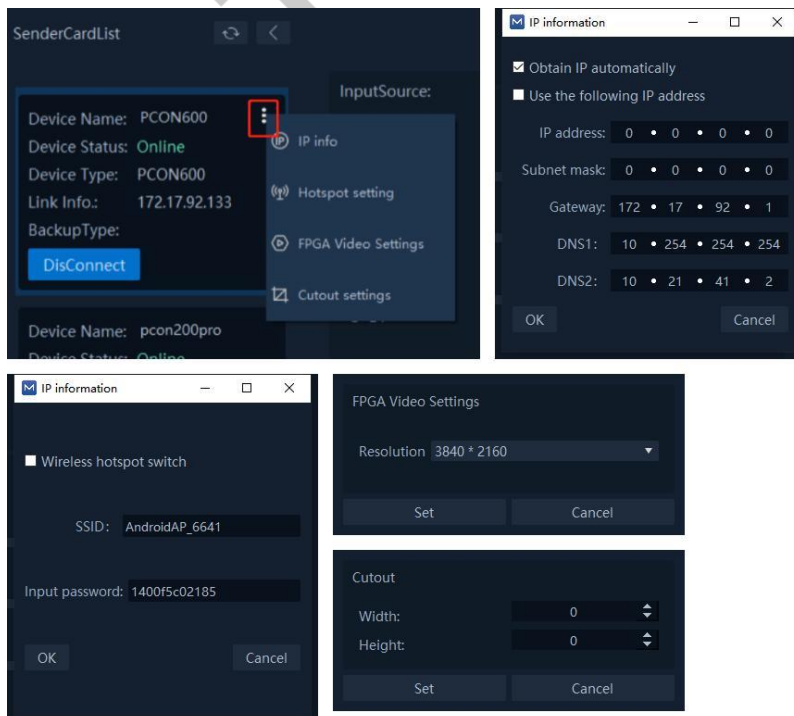 SenderCardList
InputSource:
Device Name: PCON600
Device Status: Online
Device Type: PCON600
Link Info.: 172.17.92.133
BackupType:
DisConnect
IP info
Hotspot setting
FPGA Video Settings
Cutout settings
Device Name: pcon200pro
Device Status: Online
IP information
Obtain IP automatically
Use the following IP address
IP address: 0 • 0 • 0 • 0
Subnet mask: 0 • 0 • 0 • 0
Gateway: 172 • 17 • 92 • 1
DNS1: 10 • 254 • 254 • 254
DNS2: 10 • 21 • 41 • 2
OK Cancel
IP information
Wireless hotspot switch
SSID: AndroidAP_6641
Input password: 1400f5c02185
OK Cancel
FPGA Video Settings
Resolution 3840 * 2160
Set Cancel
Cutout
Width: 0
Height: 0
Set Cancel